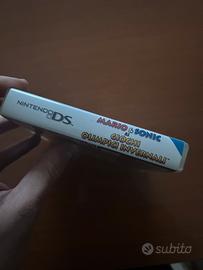 NINTENDO DS
MARIO & SONIC
AI
GIOCHI
OLIMPICI INVERNALI
subito